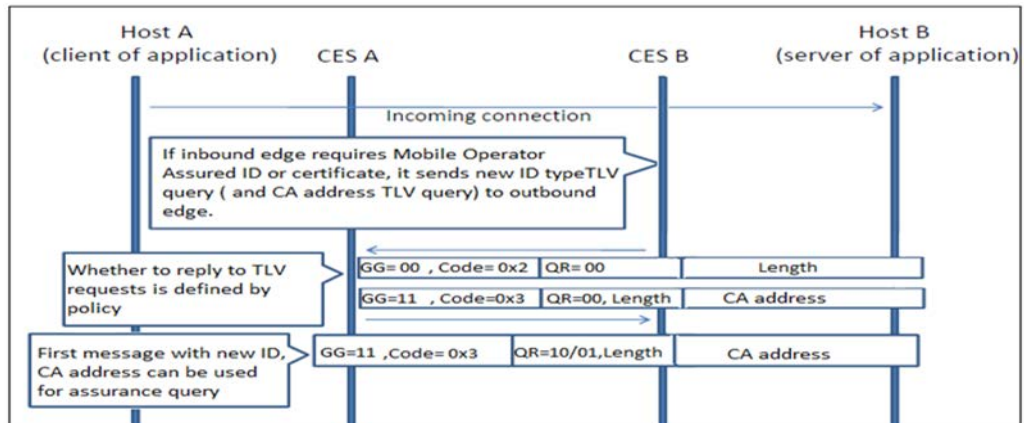 Host A
(client of application)
CES A
CES B
Host B
(server of application)
Incoming connection
If inbound edge requires Mobile Operator
Assured ID or certificate, it sends new ID typeTLV
query ( and CA address TLV query) to outbound
edge.
Whether to reply to TLV
requests is defined by
policy
GG= 00 , Code= 0x2 QR= 00 Length
GG=11 , Code=0x3 QR=00, Length CA address
First message with new ID,
CA address can be used
for assurance query
GG=11 ,Code= 0x3 QR=10/01,Length CA address